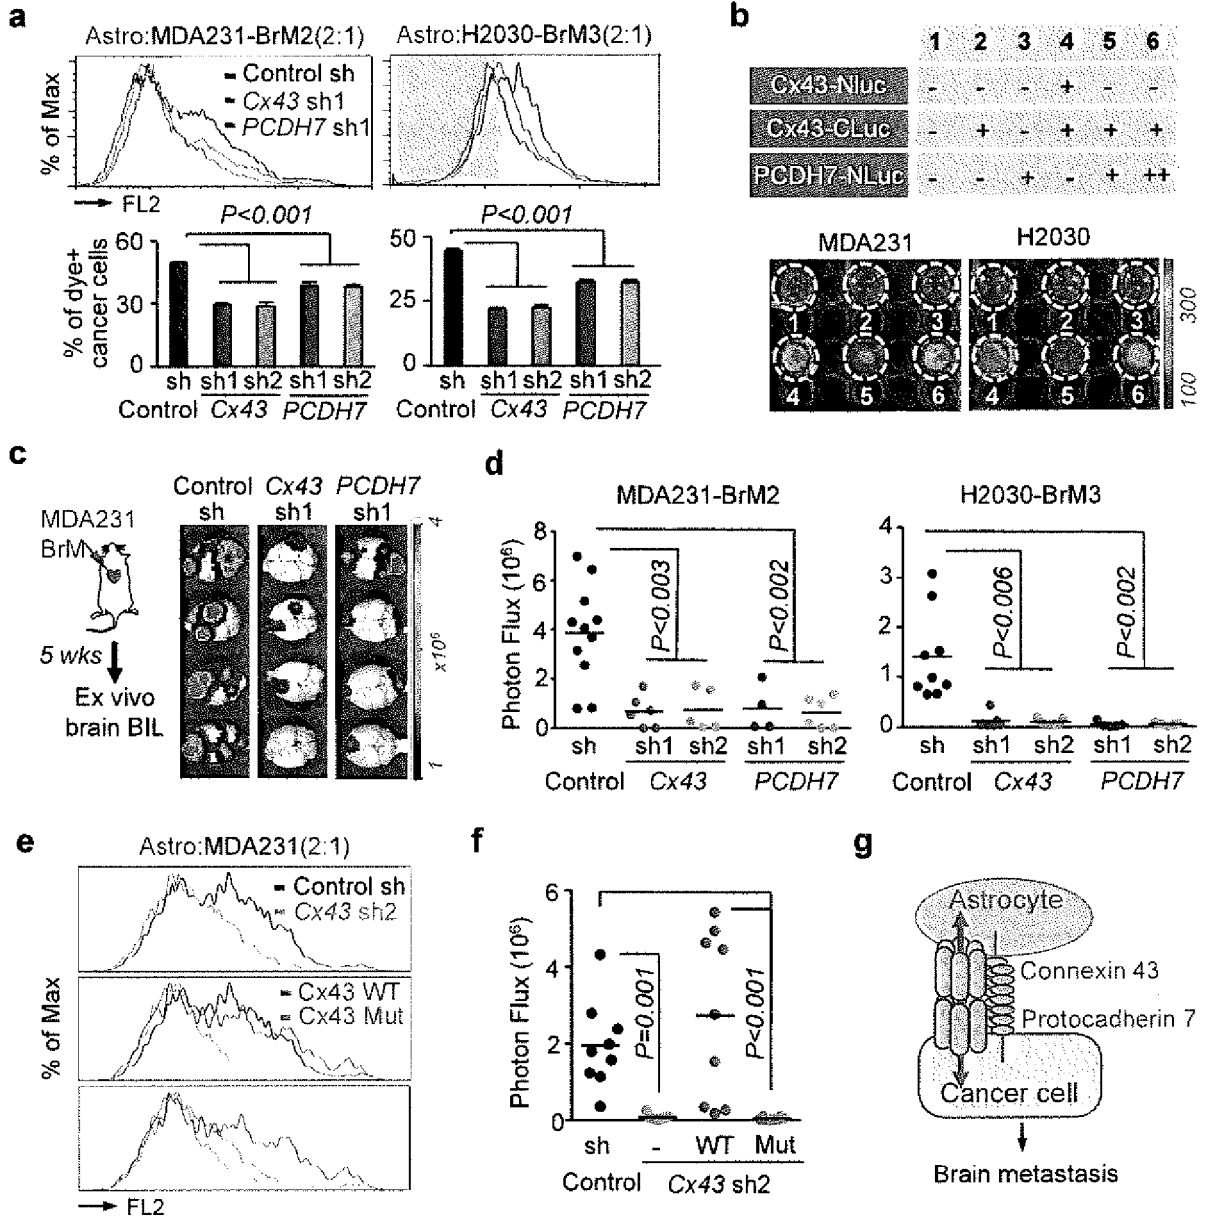 a
Astro:MDA231-BrM2(2:1)
Astro:H2030-BrM3(2:1)
% of Max
Control sh
Cx43 sh1
PCDH7 sh1
FL2
P<0.001
P<0.001
% of dye+
cancer cells
60
30
0
50
25
0
sh
sh1
sh2
sh1
sh2
sh
sh1
sh2
sh1
sh2
Control
Cx43
PCDH7
Control
Cx43
PCDH7
b
1 2 3 4 5 6
Cx43-Nluc - - - + - -
Cx43-CLuc - + - + + +
PCDH7-NLuc - - + - + ++
MDA231
H2030
1 2 3
4 5 6
1 2 3
4 5 6
300
100
c
Control
sh
Cx43
sh1
PCDH7
sh1
MDA231
BrM
5 wks
Ex vivo
brain BIL
4
x10⁶
1
d
MDA231-BrM2
H2030-BrM3
Photon Flux (10⁶)
8
6
4
2
0
P<0.003
P<0.002
sh
sh1
sh2
sh1
sh2
Control
Cx43
PCDH7
4
3
2
1
0
P<0.006
P<0.002
sh
sh1
sh2
sh1
sh2
Control
Cx43
PCDH7
e
Astro:MDA231(2:1)
Control sh
Cx43 sh2
Cx43 WT
Cx43 Mut
% of Max
FL2
f
Photon Flux (10⁶)
6
4
2
0
P=0.001
P<0.001
sh
-
WT
Mut
Control
Cx43 sh2
g
Astrocyte
Connexin 43
Protocadherin 7
Cancer cell
Brain metastasis